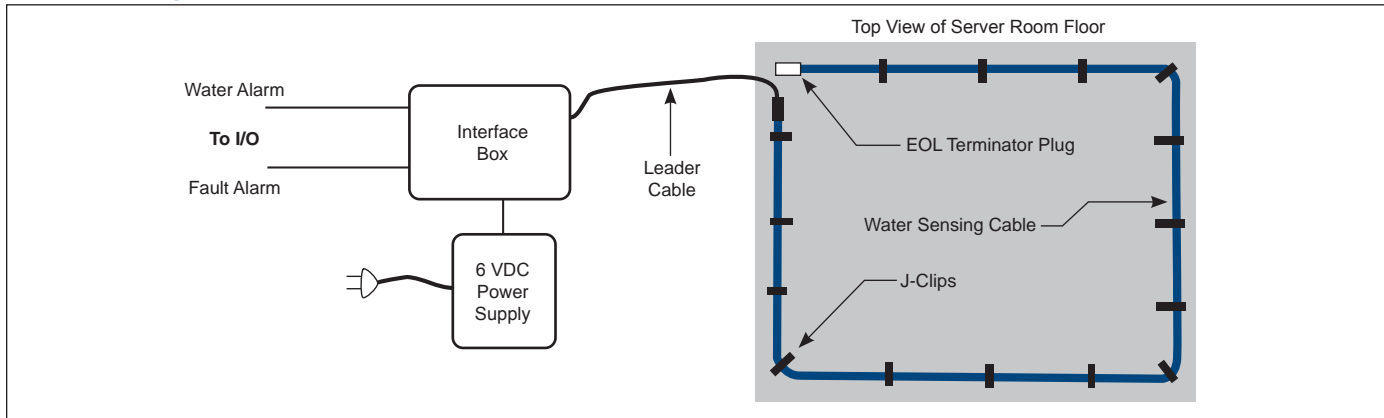 Top View of Server Room Floor
Water Alarm
To I/O
Fault Alarm
Interface
Box
Leader
Cable
EOL Terminator Plug
Water Sensing Cable
J-Clips
6 VDC
Power
Supply